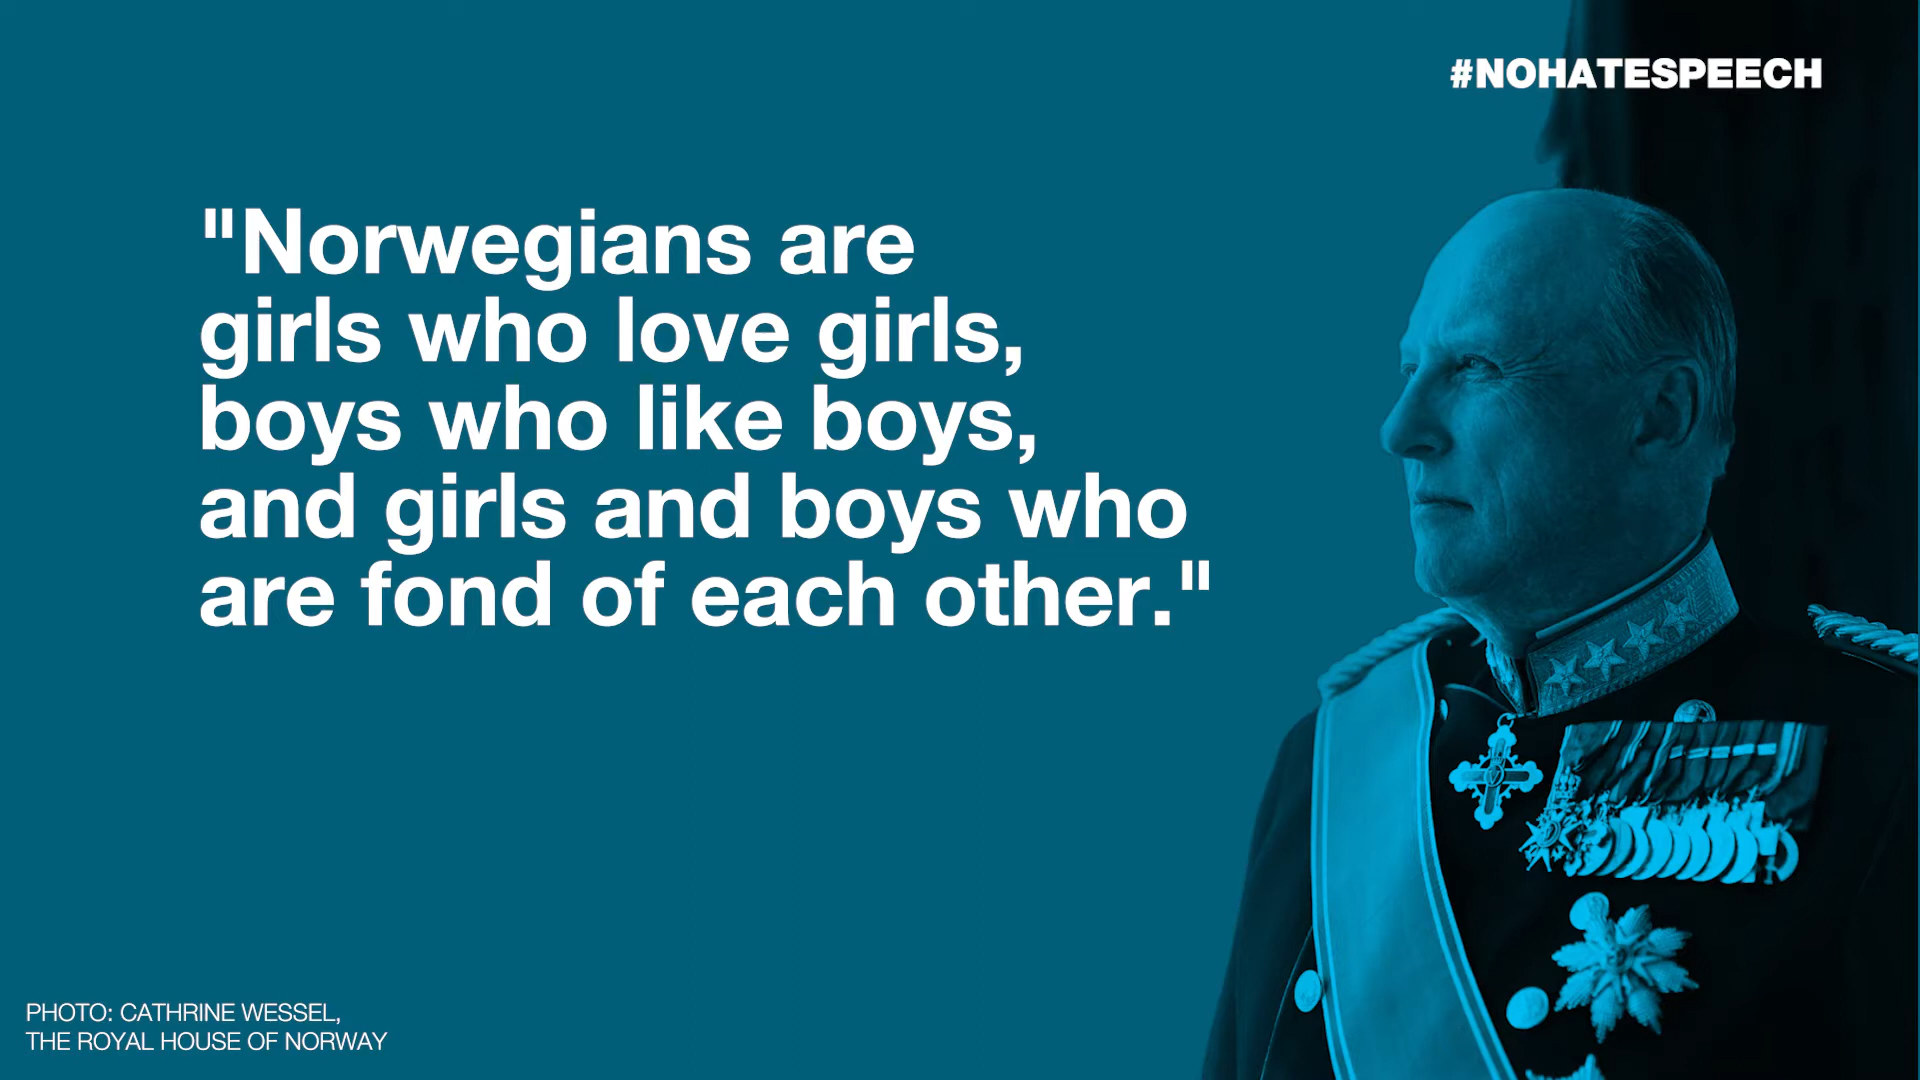 #NOHATESPEECH
"Norwegians are
girls who love girls,
boys who like boys,
and girls and boys who
are fond of each other."
PHOTO: CATHRINE WESSEL,
THE ROYAL HOUSE OF NORWAY